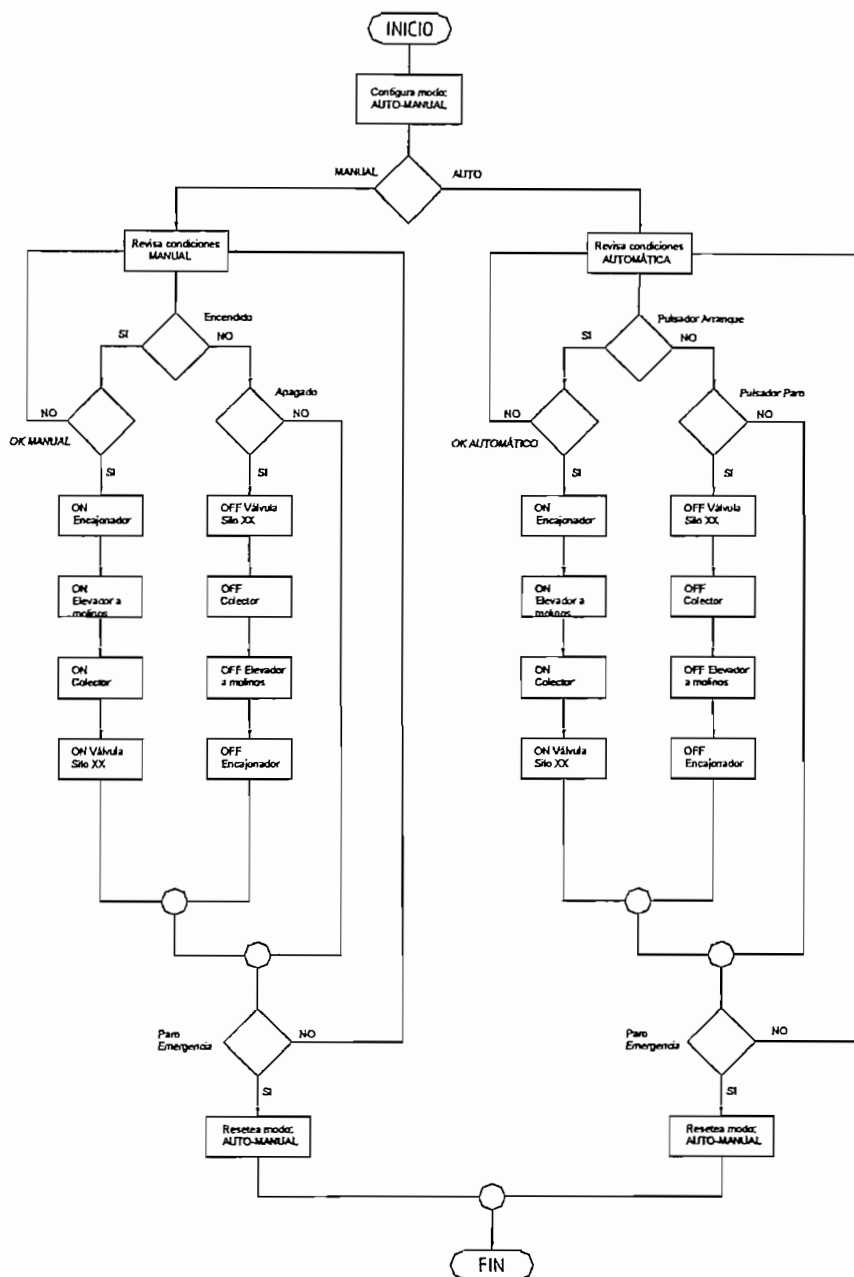 INICIO
Configura modo:
AUTO-MANUAL
MANUAL
AUTO
Revisa condiciones
MANUAL
Revisa condiciones
AUTOMÁTICA
Encendido
SI
NO
Pulsador Arranque
SI
NO
Apagado
NO
NO
OK MANUAL
SI
SI
Pulsador Paro
NO
NO
OK AUTOMÁTICO
SI
SI
ON
Encajonador
OFF Válvula
Silo XX
ON
Encajonador
OFF Válvula
Silo XX
ON
Elevador a
molinos
OFF
Colector
ON
Elevador a
molinos
OFF
Colector
ON
Colector
OFF Elevador
a molinos
ON
Colector
OFF Elevador
a molinos
ON Válvula
Silo XX
OFF
Encajonador
ON Válvula
Silo XX
OFF
Encajonador
Paro
Emergencia
NO
SI
Paro
Emergencia
NO
SI
Resetea modo:
AUTO-MANUAL
Resetea modo:
AUTO-MANUAL
FIN